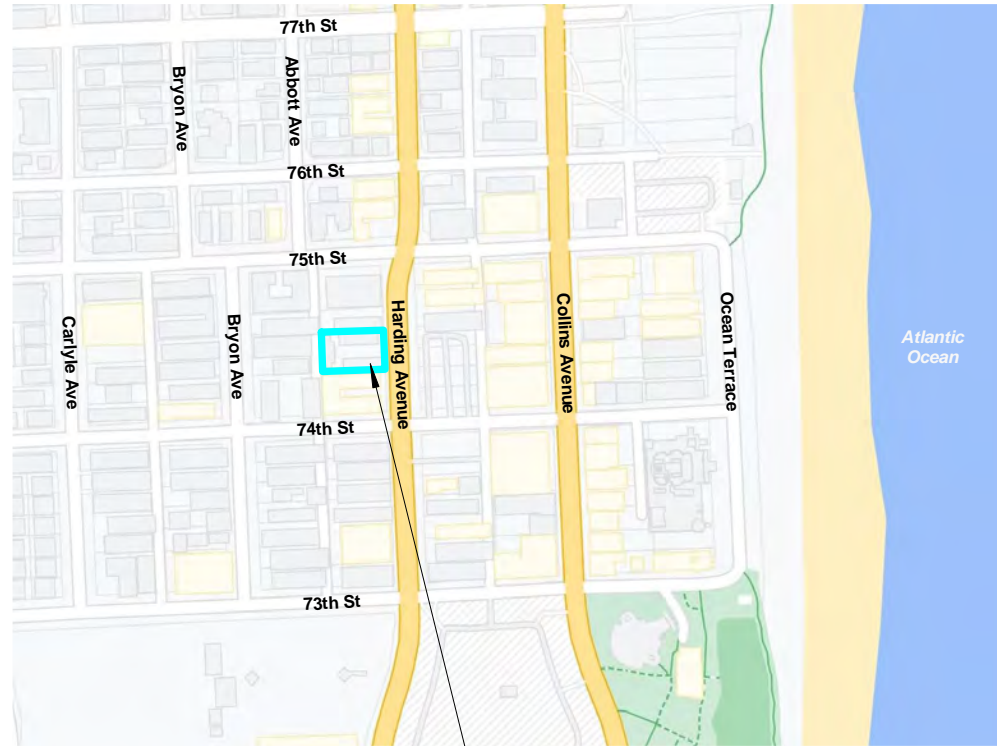 77th St
Bryon Ave
Abbott Ave
76th St
75th St
Carlyle Ave
Bryon Ave
Harding Avenue
Collins Avenue
Ocean Terrace
Atlantic
Ocean
74th St
73th St